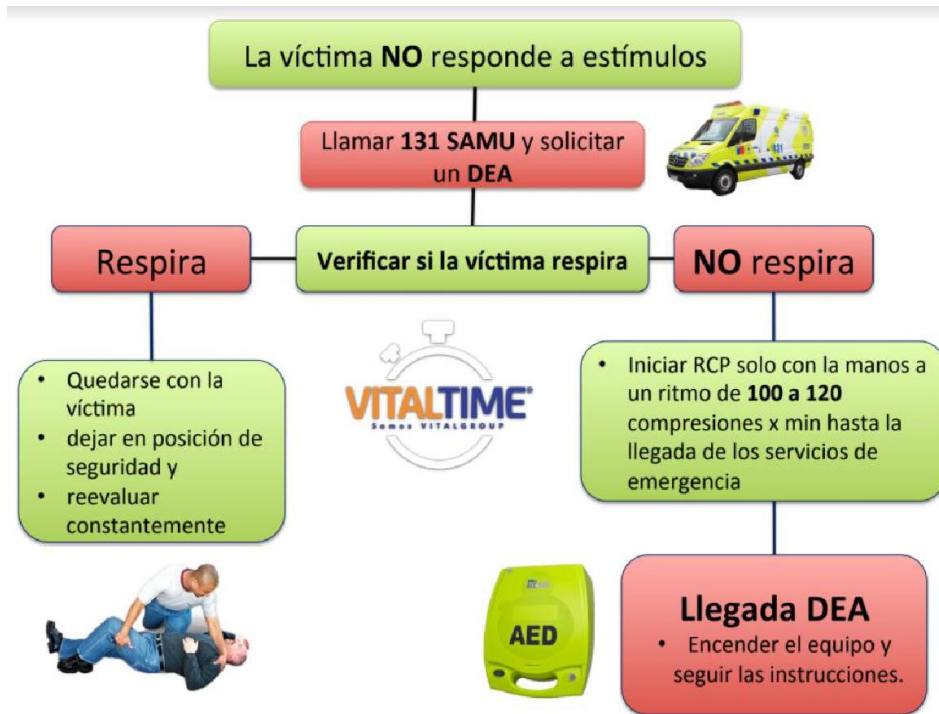 La víctima NO responde a estímulos
Llamar 131 SAMU y solicitar
un DEA
131
Respira
Verificar si la víctima respira
NO respira
• Quedarse con la
víctima
• dejar en posición de
seguridad y
• reevaluar
constantemente
VITALTIME®
Somos VITALGROUP
• Iniciar RCP solo con la manos a
un ritmo de 100 a 120
compresiones x min hasta la
llegada de los servicios de
emergencia
AED
Llegada DEA
• Encender el equipo y
seguir las instrucciones.